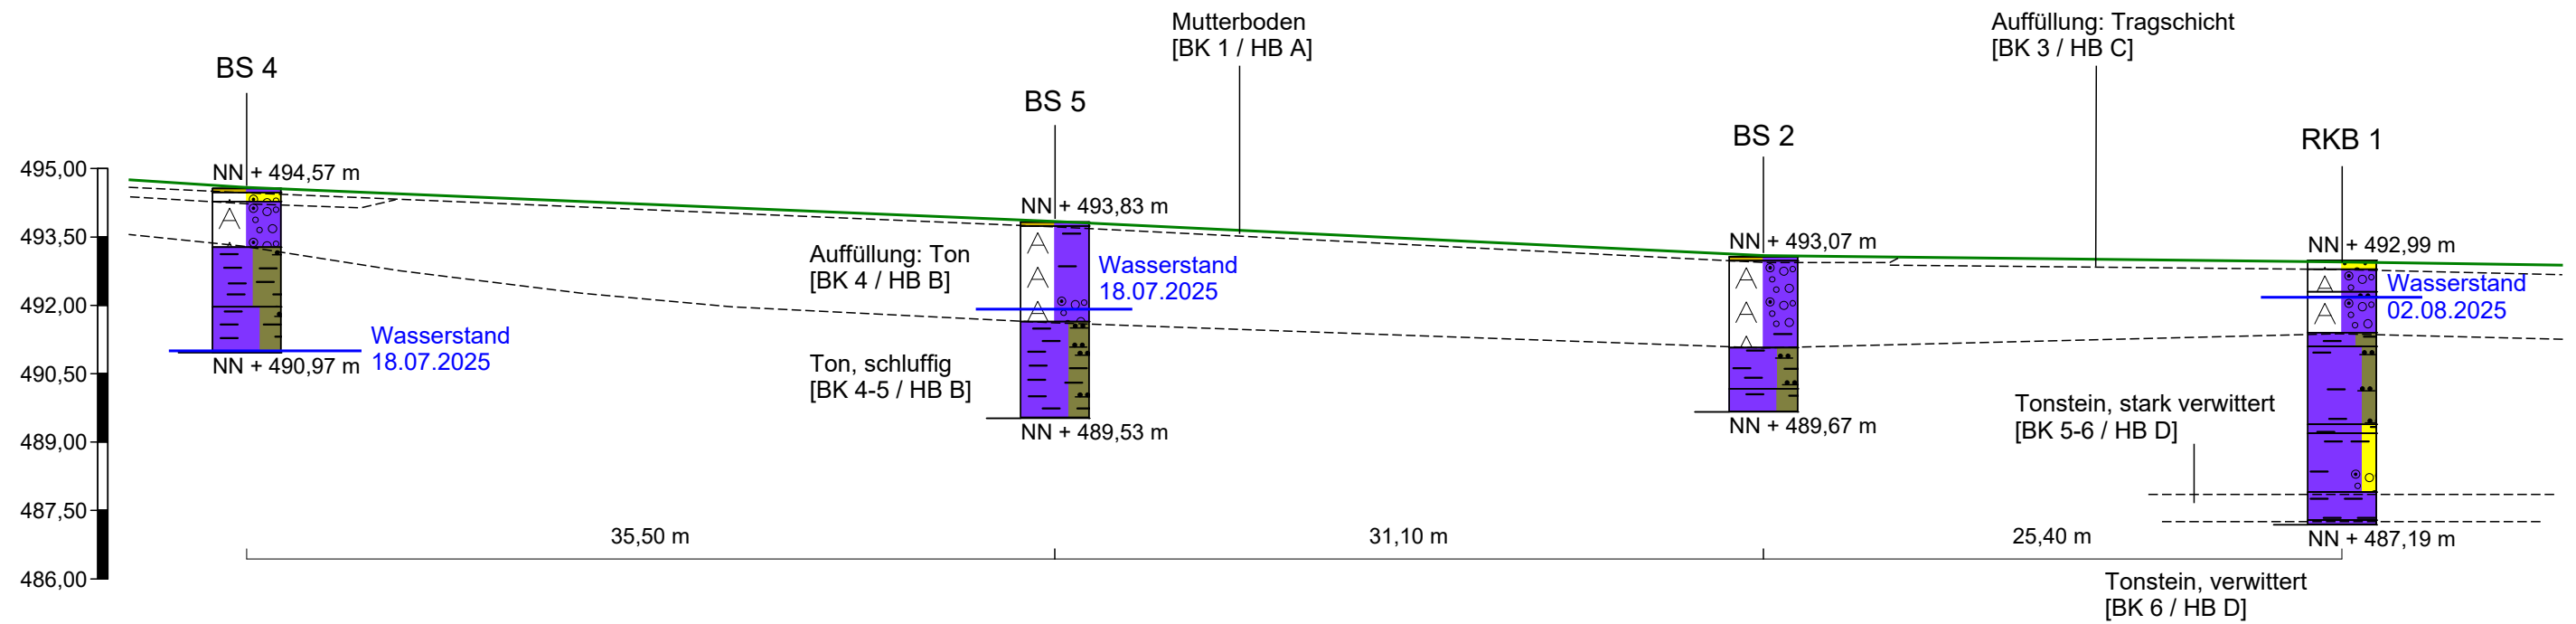 Mutterboden
[BK 1 / HB A]
Auffüllung: Tragschicht
[BK 3 / HB C]
BS 4
BS 5
BS 2
RKB 1
495,00
493,50
492,00
490,50
489,00
487,50
486,00
NN + 494,57 m
NN + 490,97 m
Wasserstand
18.07.2025
NN + 493,83 m
Auffüllung: Ton
[BK 4 / HB B]
Wasserstand
18.07.2025
Ton, schluffig
[BK 4-5 / HB B]
NN + 489,53 m
NN + 493,07 m
NN + 489,67 m
NN + 492,99 m
Wasserstand
02.08.2025
Tonstein, stark verwittert
[BK 5-6 / HB D]
NN + 487,19 m
35,50 m
31,10 m
25,40 m
Tonstein, verwittert
[BK 6 / HB D]